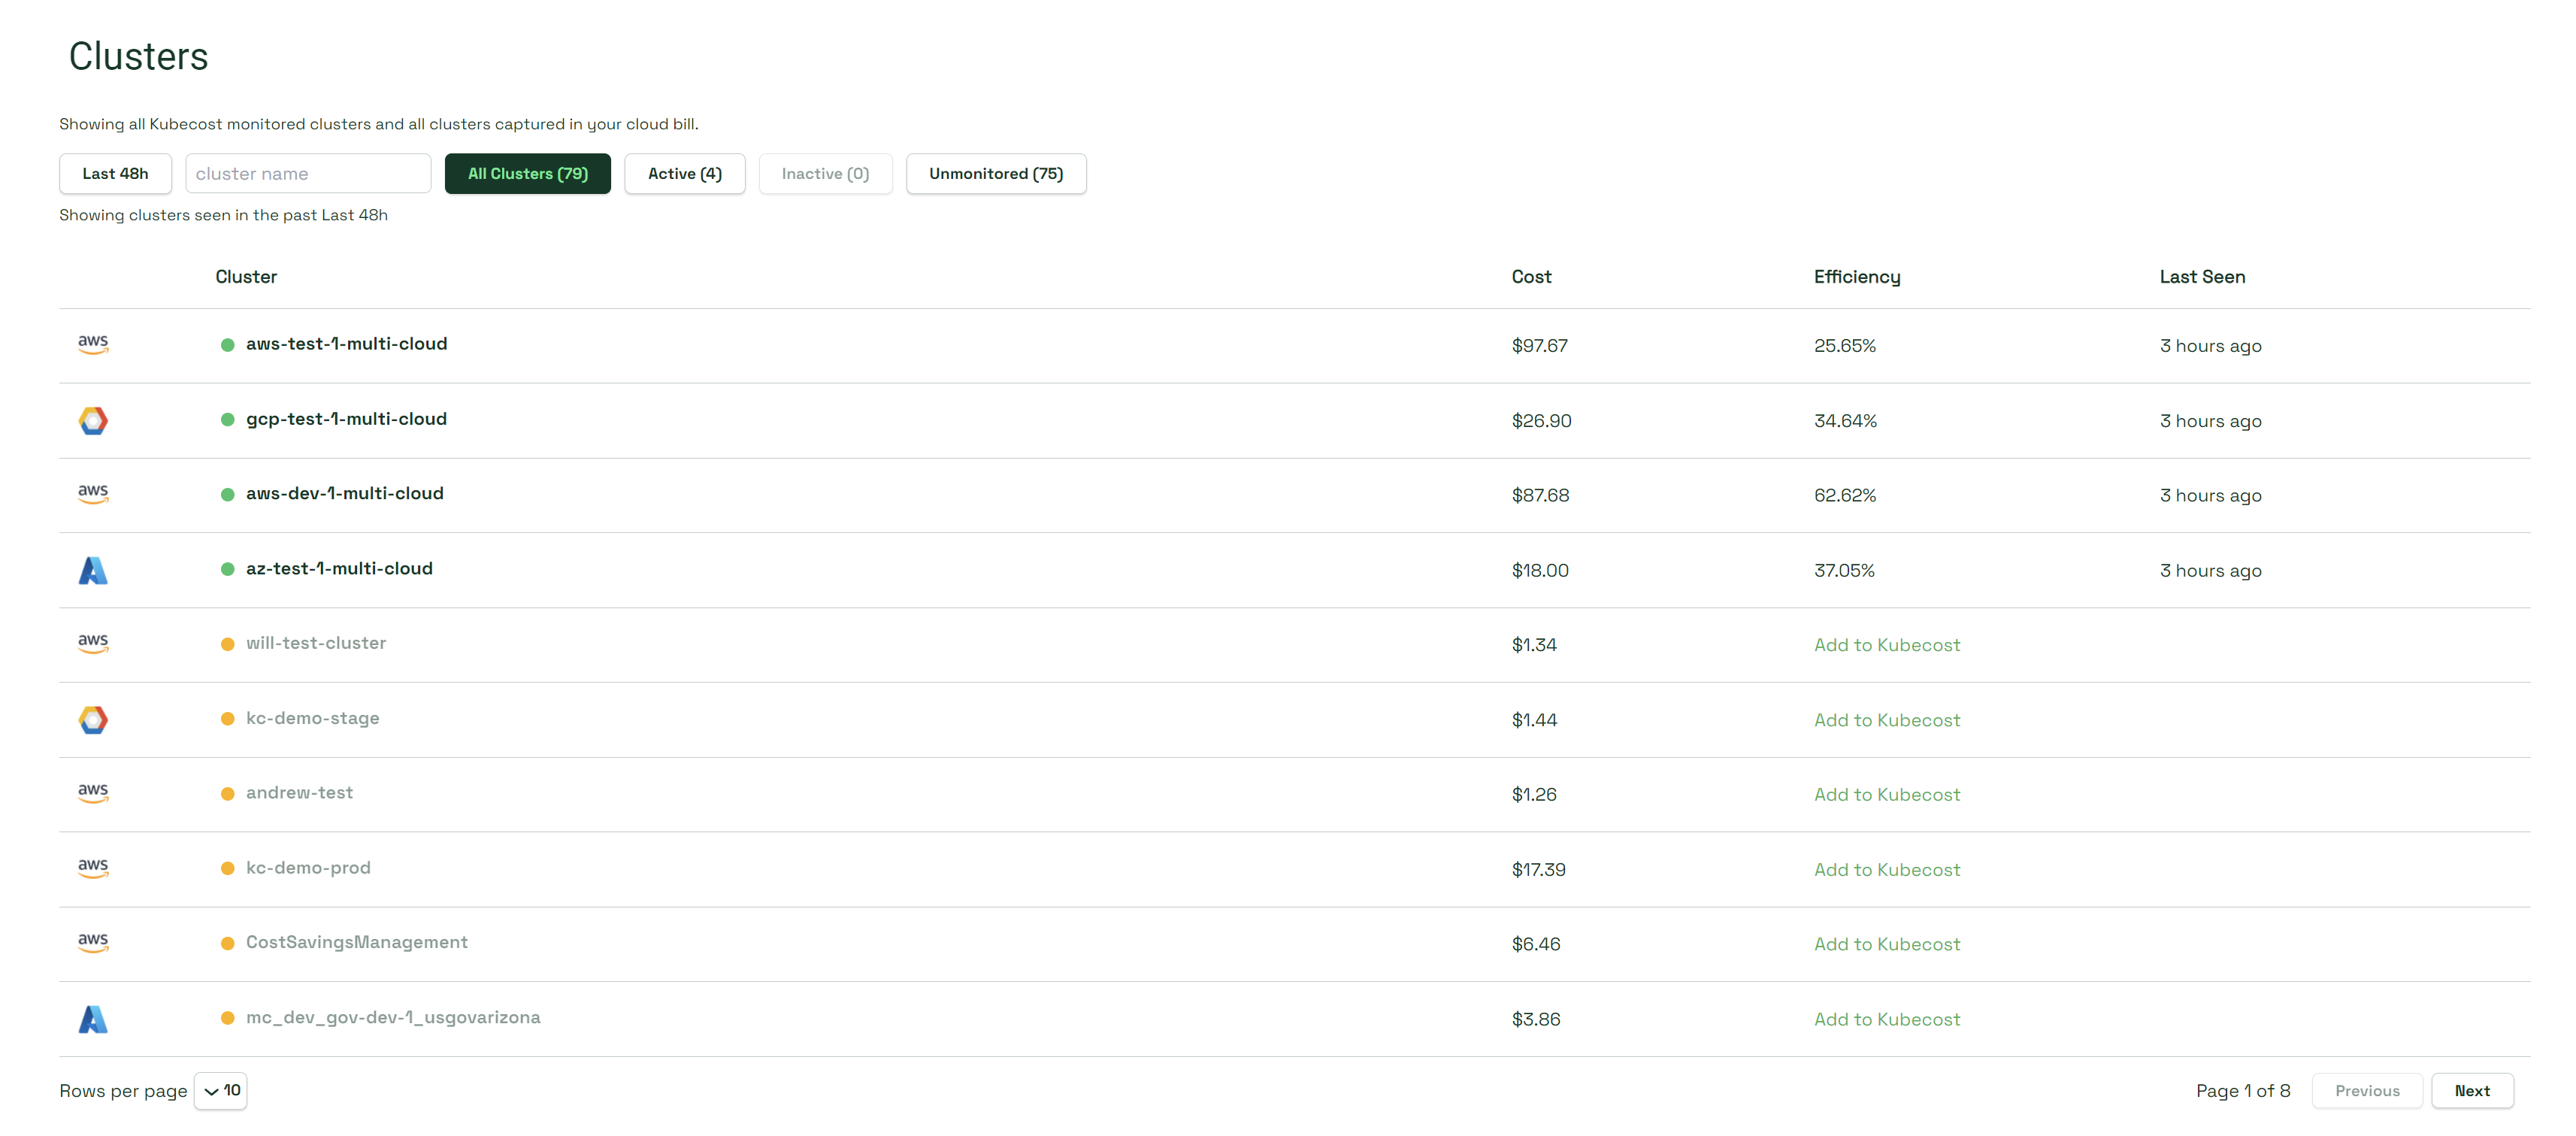 Clusters
Showing all Kubecost monitored clusters and all clusters captured in your cloud bill.
Last 48h cluster name All Clusters (79) Active (4) Inactive (0) Unmonitored (75)
Showing clusters seen in the past Last 48h
Cluster Cost Efficiency Last Seen
aws aws-test-1-multi-cloud $97.67 25.65% 3 hours ago
gcp-test-1-multi-cloud $26.90 34.64% 3 hours ago
aws aws-dev-1-multi-cloud $87.68 62.62% 3 hours ago
az-test-1-multi-cloud $18.00 37.05% 3 hours ago
aws will-test-cluster $1.34 Add to Kubecost
kc-demo-stage $1.44 Add to Kubecost
aws andrew-test $1.26 Add to Kubecost
aws kc-demo-prod $17.39 Add to Kubecost
aws CostSavingsManagement $6.46 Add to Kubecost
mc_dev_gov-dev-1_usgovarizona $3.86 Add to Kubecost
Rows per page 10 Page 1 of 8 Previous Next